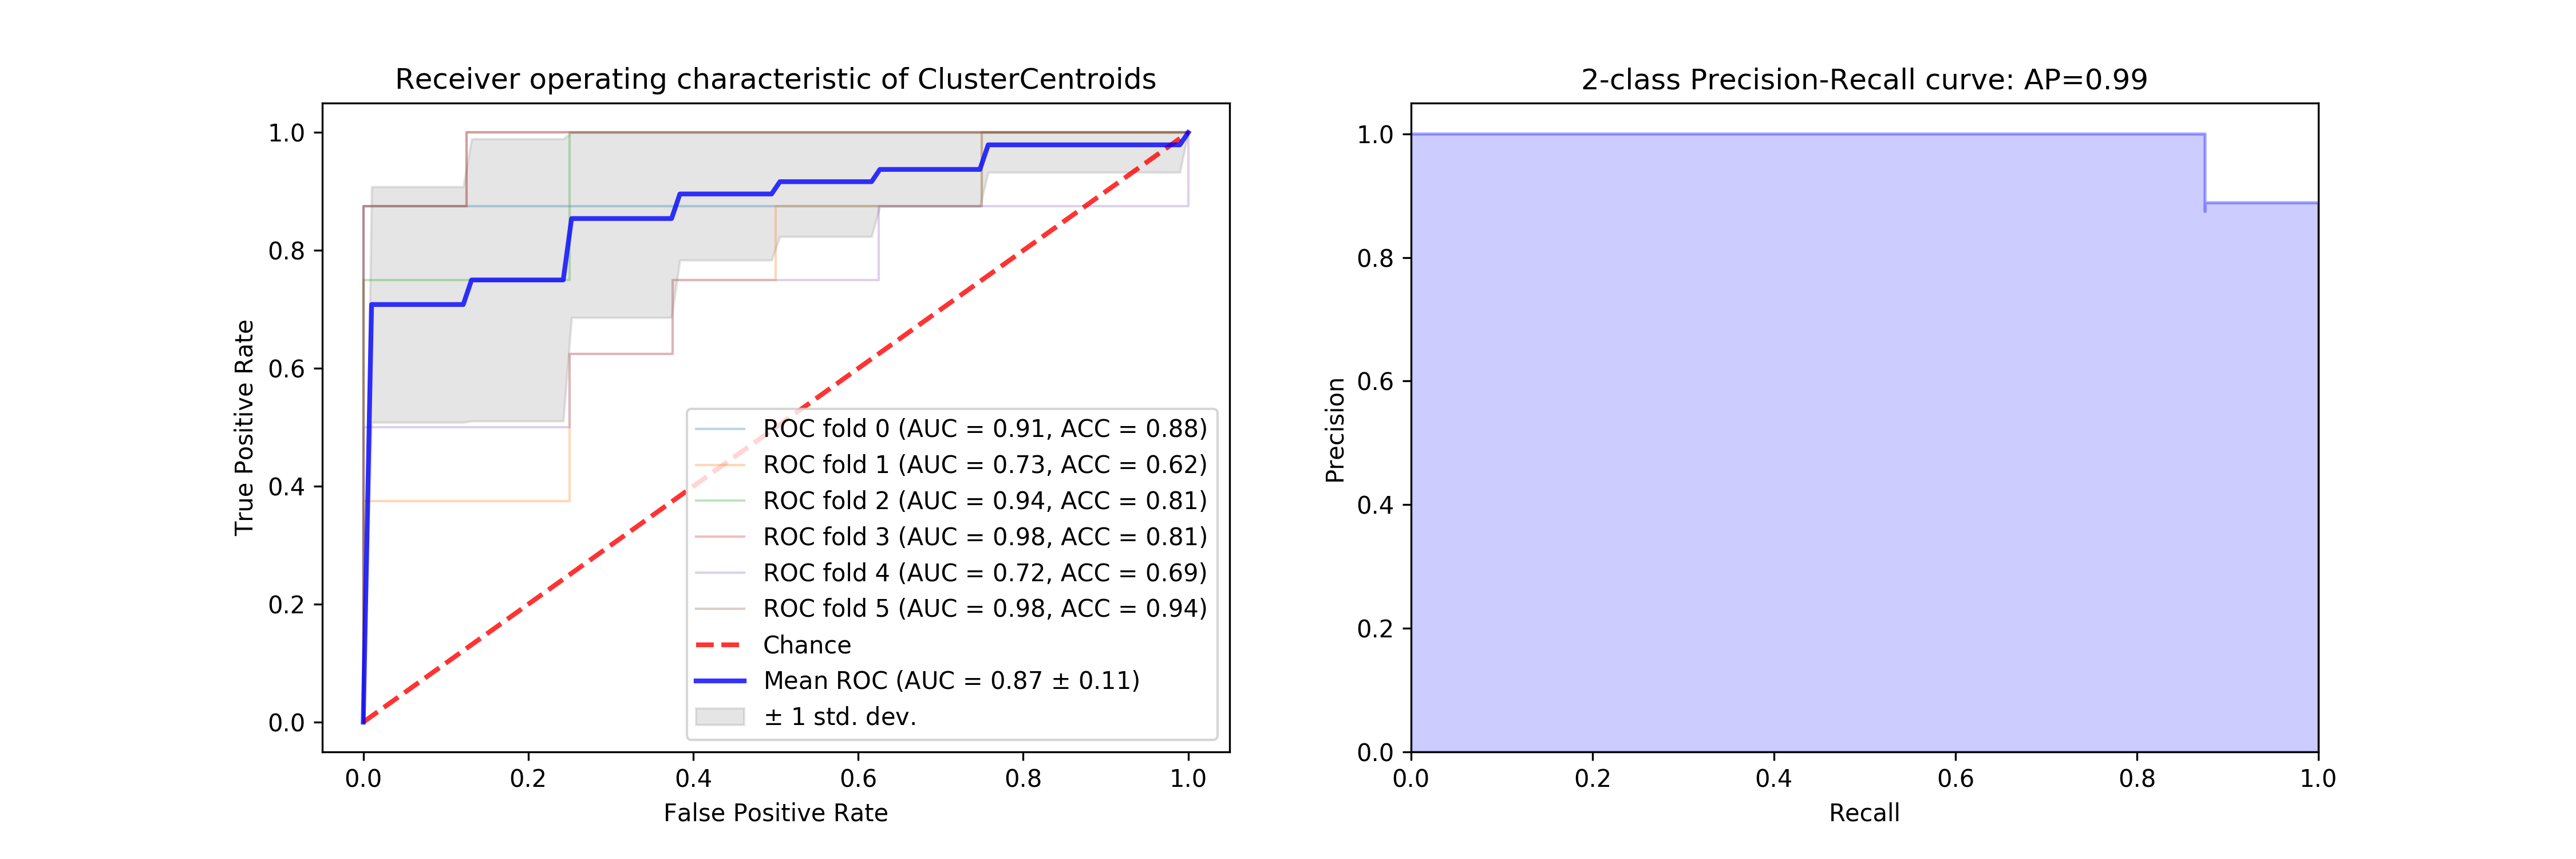 Receiver operating characteristic of ClusterCentroids
True Positive Rate
1.0
0.8
0.6
0.4
0.2
0.0
ROC fold 0 (AUC = 0.91, ACC = 0.88)
ROC fold 1 (AUC = 0.73, ACC = 0.62)
ROC fold 2 (AUC = 0.94, ACC = 0.81)
ROC fold 3 (AUC = 0.98, ACC = 0.81)
ROC fold 4 (AUC = 0.72, ACC = 0.69)
ROC fold 5 (AUC = 0.98, ACC = 0.94)
Chance
Mean ROC (AUC = 0.87 ± 0.11)
± 1 std. dev.
0.0 0.2 0.4 0.6 0.8 1.0
False Positive Rate
2-class Precision-Recall curve: AP=0.99
Precision
1.0
0.8
0.6
0.4
0.2
0.0
0.0 0.2 0.4 0.6 0.8 1.0
Recall